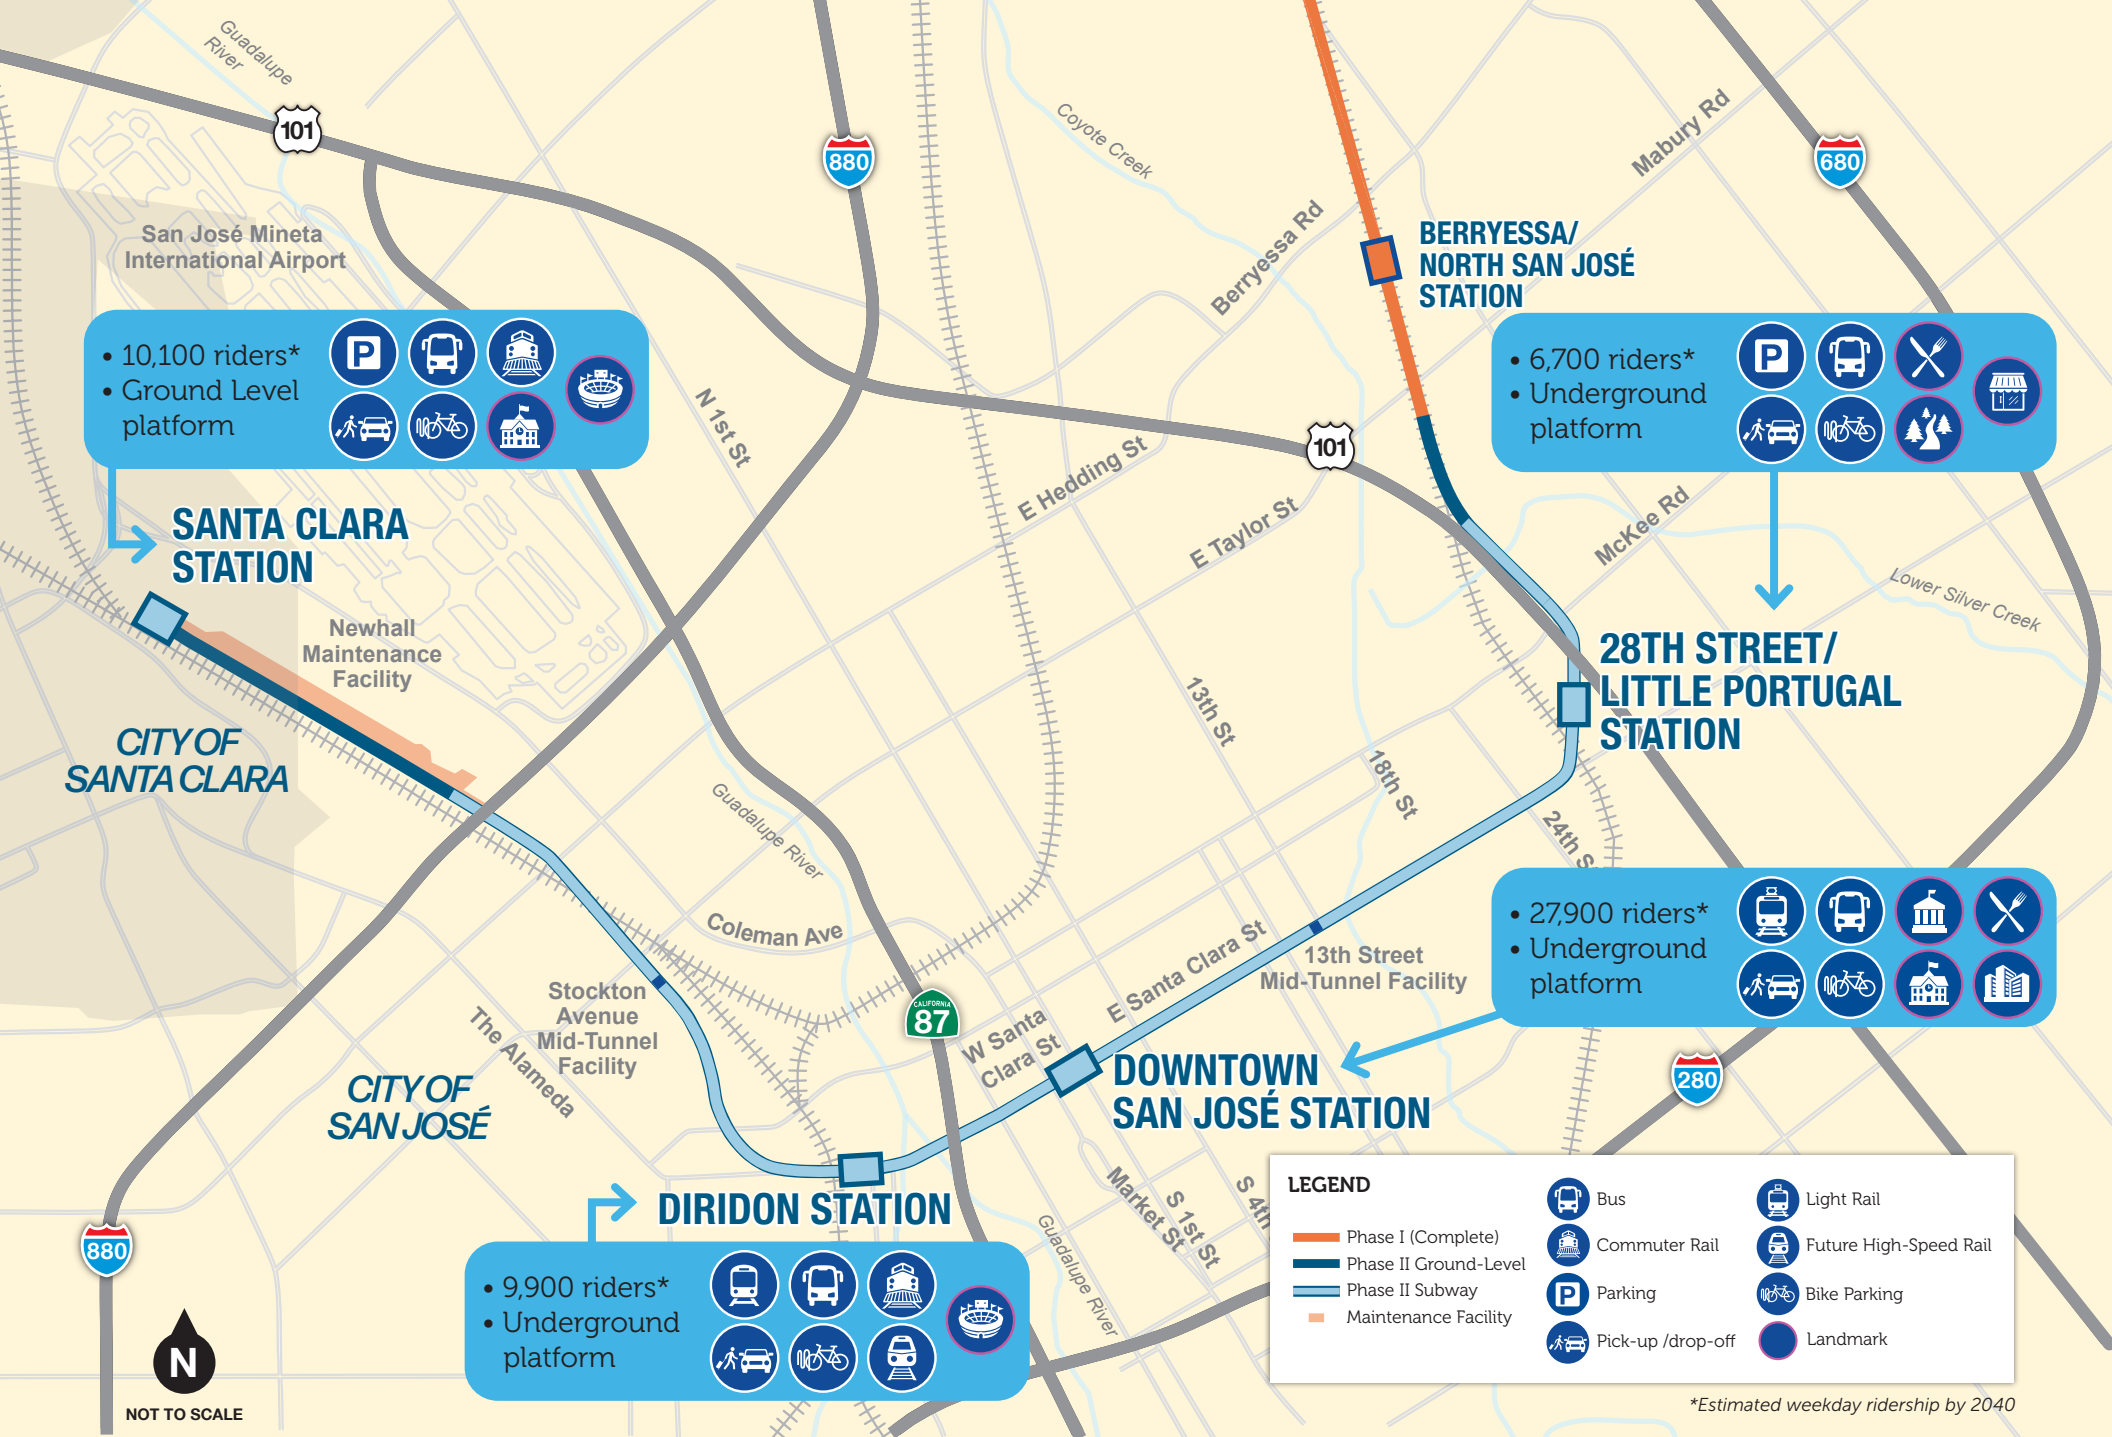 Guadalupe
River
101
880
Coyote Creek
Mabury Rd
680
San José Mineta
International Airport
Berryessa Rd
BERRYESSA/
NORTH SAN JOSÉ
STATION
• 10,100 riders*
• Ground Level
platform
P
• 6,700 riders*
• Underground
platform
P
N 1st St
E Hedding St
101
E Taylor St
McKee Rd
SANTA CLARA
STATION
Lower Silver Creek
Newhall
Maintenance
Facility
28TH STREET/
LITTLE PORTUGAL
STATION
13th St
18th St
24th S
CITY OF
SANTA CLARA
Guadalupe River
Coleman Ave
E Santa Clara St
13th Street
Mid-Tunnel Facility
• 27,900 riders*
• Underground
platform
Stockton
Avenue
Mid-Tunnel
Facility
The Alameda
CALIFORNIA
87
W Santa
Clara St
DOWNTOWN
SAN JOSÉ STATION
280
CITY OF
SAN JOSÉ
Market St
S 1st St
S 4th
DIRIDON STATION
880
Guadalupe River
• 9,900 riders*
• Underground
platform
N
NOT TO SCALE
LEGEND
Phase I (Complete)
Phase II Ground-Level
Phase II Subway
Maintenance Facility
Bus
Commuter Rail
P
Parking
Pick-up /drop-off
Light Rail
Future High-Speed Rail
Bike Parking
Landmark
*Estimated weekday ridership by 2040